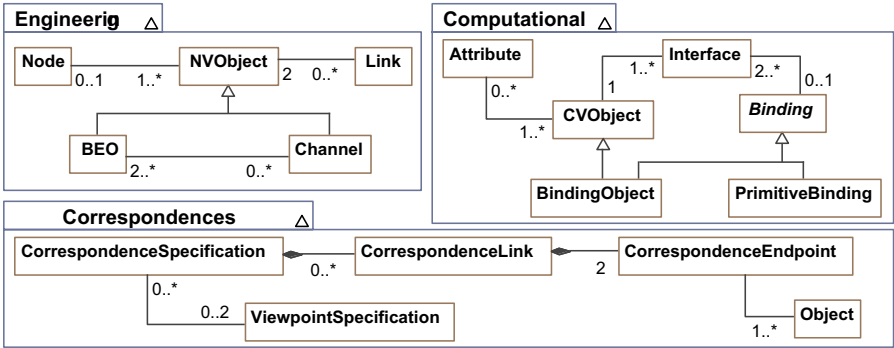 Engineerig
Node
NVObject
Link
0..1
1..*
2
0..*
BEO
Channel
2..*
0..*
Computational
Attribute
Interface
0..*
1..*
1
1..*
2..*
0..1
CVObject
Binding
BindingObject
PrimitiveBinding
Correspondences
CorrespondenceSpecification
CorrespondenceLink
CorrespondenceEndpoint
0..*
2
0..*
0..2
ViewpointSpecification
Object
1..*